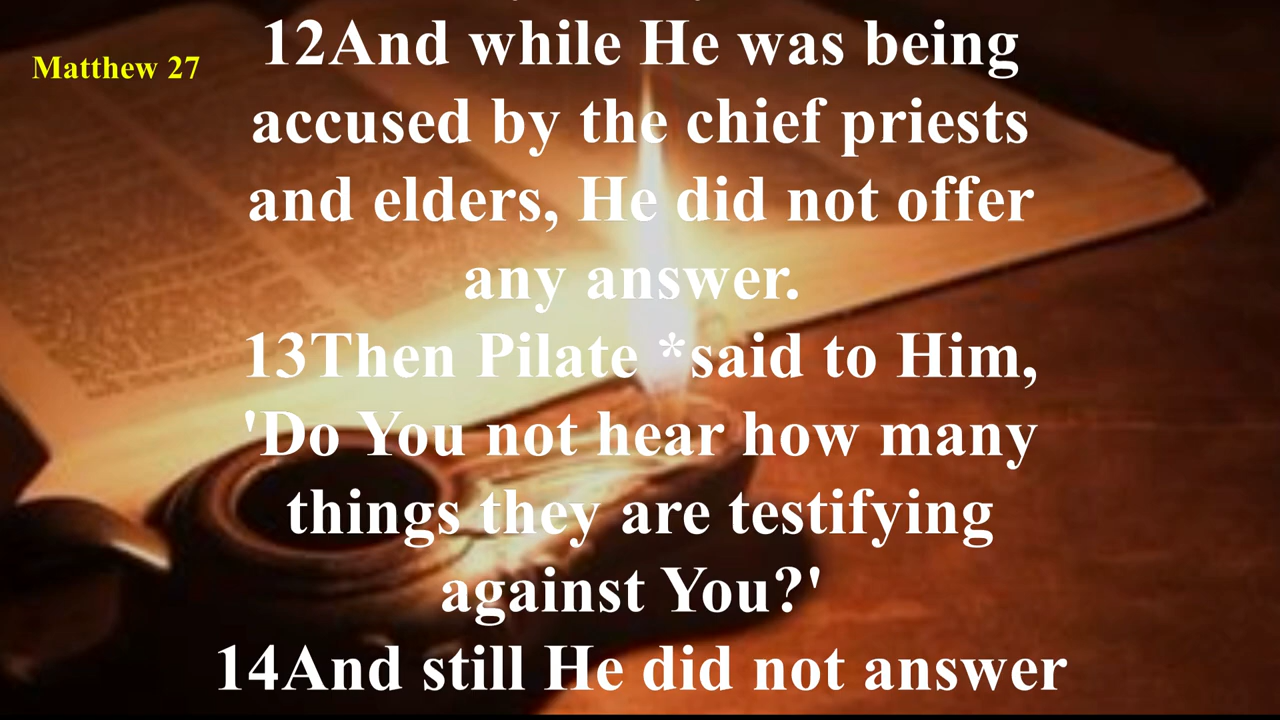 Matthew 27
12And while He was being
accused by the chief priests
and elders, He did not offer
any answer.
13Then Pilate *said to Him,
'Do You not hear how many
things they are testifying
against You?'
14And still He did not answer